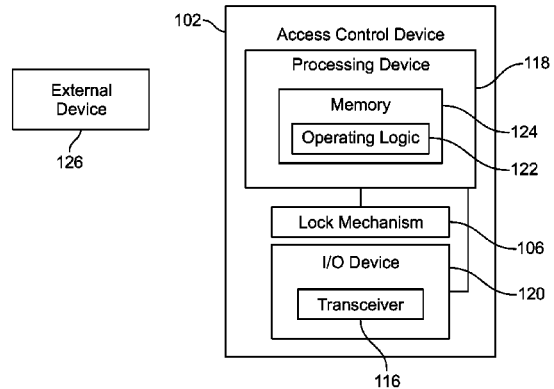 102
Access Control Device
Processing Device
118
Memory
124
Operating Logic
122
External
Device
126
Lock Mechanism
106
I/O Device
120
Transceiver
116